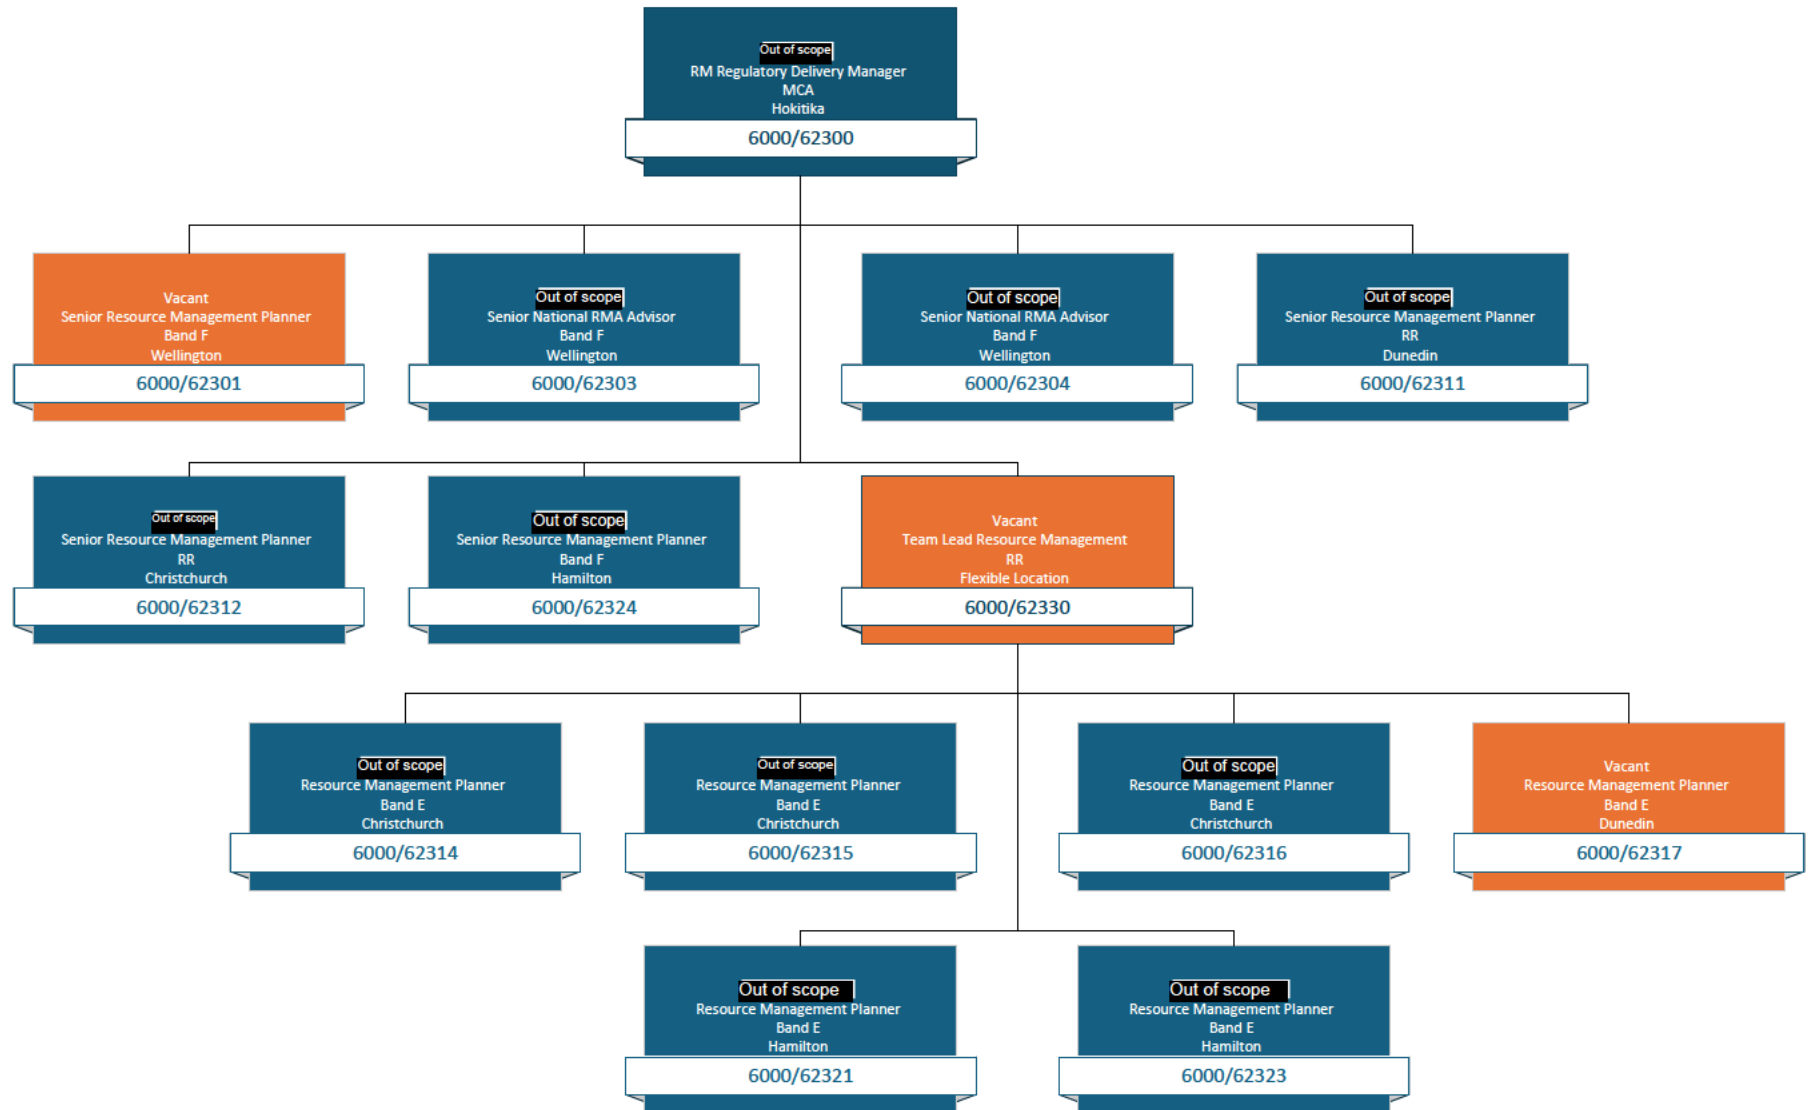 Out of scope
RM Regulatory Delivery Manager
MCA
Hokitika
6000/62300
Vacant
Senior Resource Management Planner
Band F
Wellington
6000/62301
Out of scope
Senior National RMA Advisor
Band F
Wellington
6000/62303
Out of scope
Senior National RMA Advisor
Band F
Wellington
6000/62304
Out of scope
Senior Resource Management Planner
RR
Dunedin
6000/62311
Out of scope
Senior Resource Management Planner
RR
Christchurch
6000/62312
Out of scope
Senior Resource Management Planner
Band F
Hamilton
6000/62324
Vacant
Team Lead Resource Management
RR
Flexible Location
6000/62330
Out of scope
Resource Management Planner
Band E
Christchurch
6000/62314
Out of scope
Resource Management Planner
Band E
Christchurch
6000/62315
Out of scope
Resource Management Planner
Band E
Christchurch
6000/62316
Vacant
Resource Management Planner
Band E
Dunedin
6000/62317
Out of scope
Resource Management Planner
Band E
Hamilton
6000/62321
Out of scope
Resource Management Planner
Band E
Hamilton
6000/62323